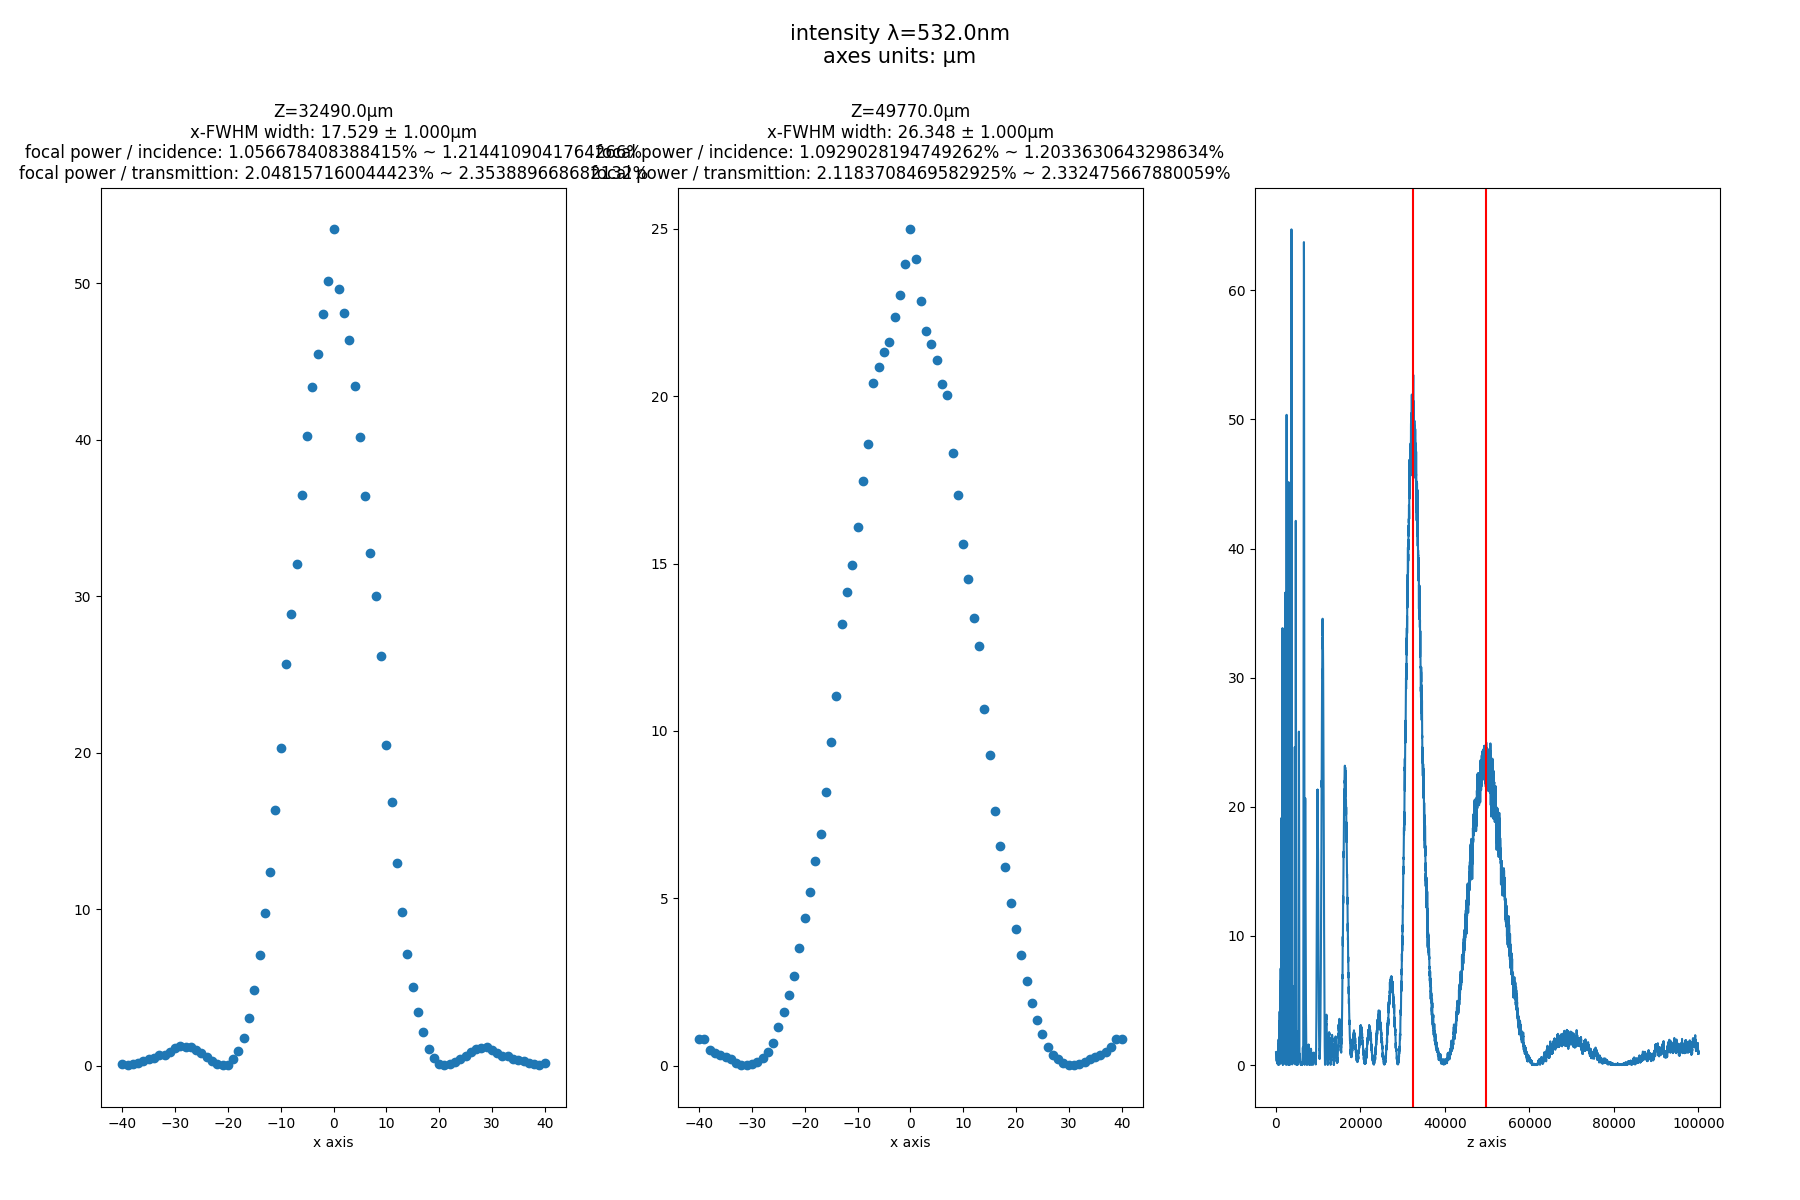 intensity λ=532.0nm
axes units: μm
Z=32490.0μm
x-FWHM width: 17.529 ± 1.000μm
focal power / incidence: 1.056678408388415% ~
focal power / transmittion: 2.048157160044423% ~
Z=49770.0μm
x-FWHM width: 26.348 ± 1.000μm
focal power / incidence: 1.0929028194749262% ~ 1.2033630643298634%
focal power / transmittion: 2.1183708469582925% ~ 2.332475667880059%
50
40
30
20
10
0
−40 −30 −20 −10 0 10 20 30 40
x axis
25
20
15
10
5
0
−40 −30 −20 −10 0 10 20 30 40
x axis
60
50
40
30
20
10
0
0 20000 40000 60000 80000 100000
z axis